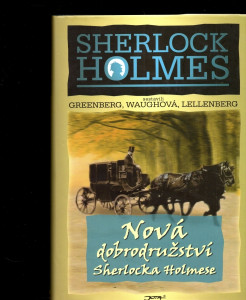 SHERLOCK
HOLMES
sestavili
GREENBERG, WAUGHOVÁ, LELLENBERG
Nová
dobrodružství
Sherlocka Holmese